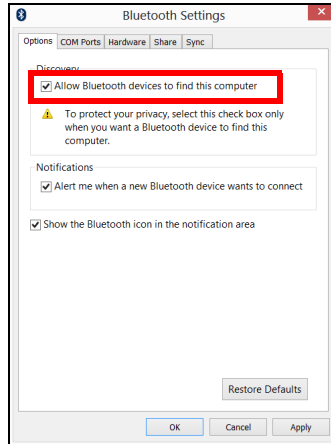 Bluetooth Settings
Options COM Ports Hardware Share Sync
Discovery
Allow Bluetooth devices to find this computer
To protect your privacy, select this check box only
when you want a Bluetooth device to find this
computer.
Notifications
Alert me when a new Bluetooth device wants to connect
Show the Bluetooth icon in the notification area
Restore Defaults
OK Cancel Apply